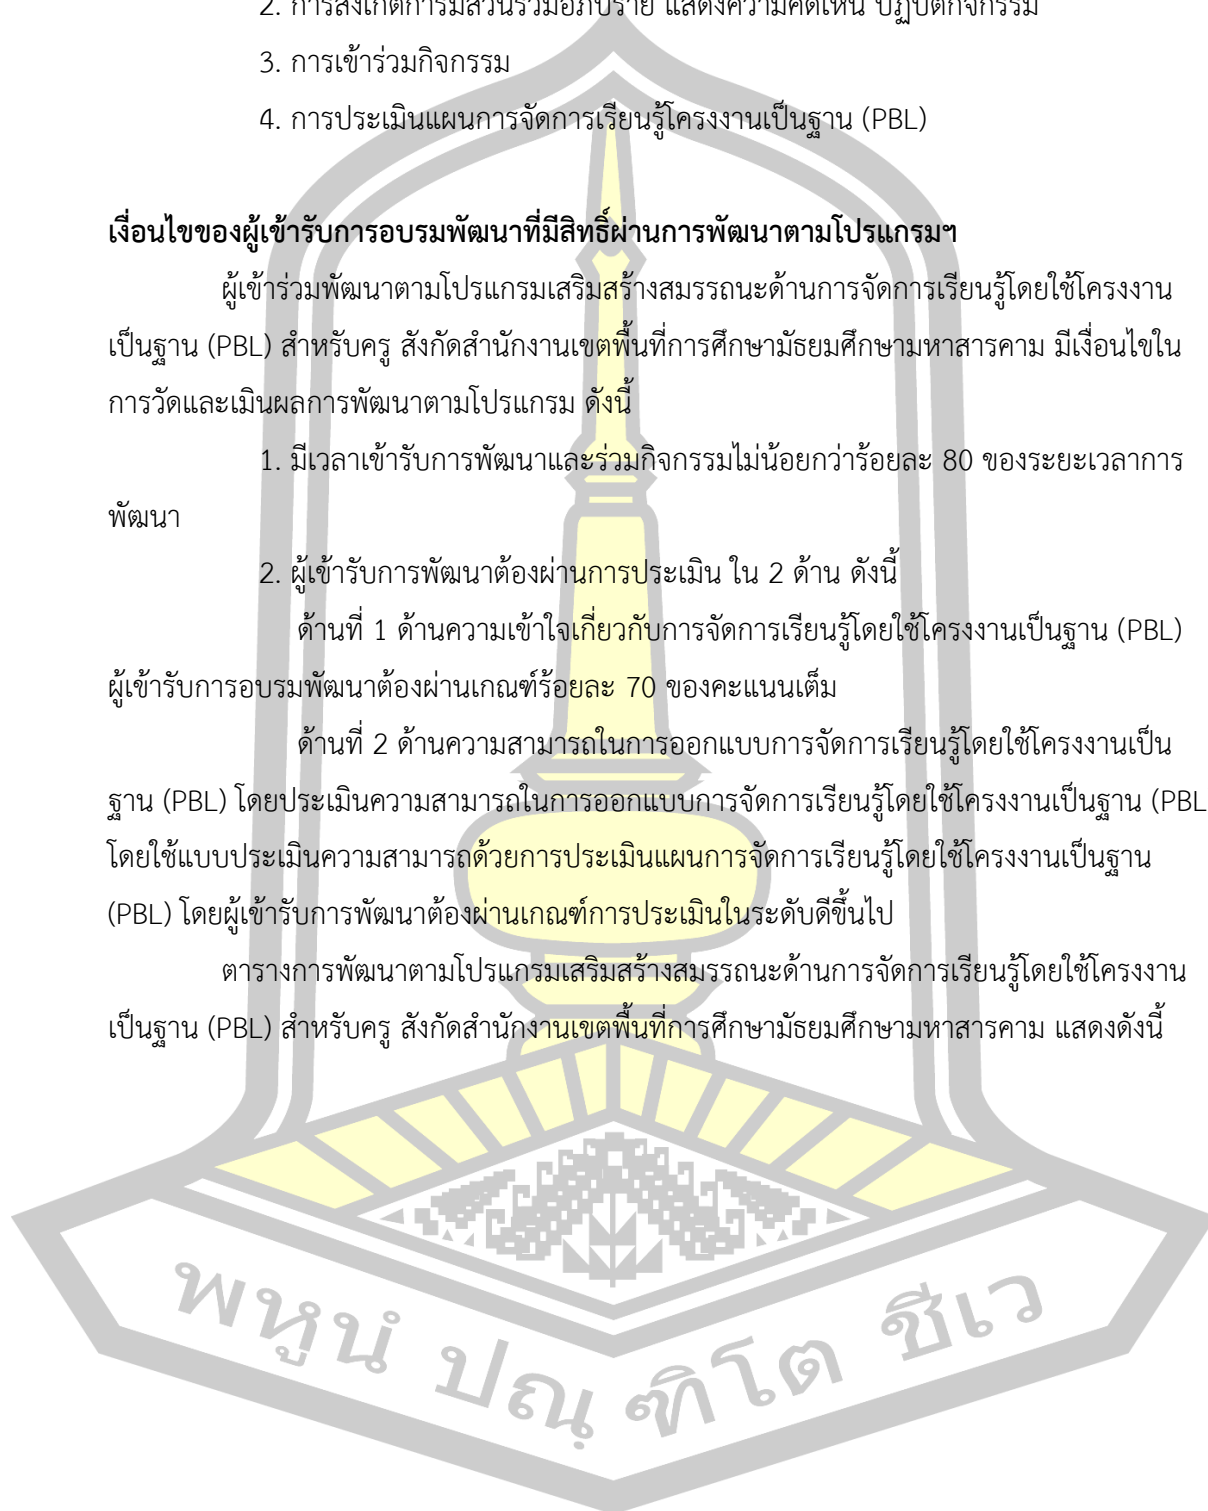 2. การสังเกตการมีส่วนร่วมอภิปราย แสดงความคิดเห็น ปฏิบัติกิจกรรม
3. การเข้าร่วมกิจกรรม
4. การประเมินแผนการจัดการเรียนรู้โครงงานเป็นฐาน (PBL)
เงื่อนไขของผู้เข้ารับการอบรมพัฒนาที่มีสิทธิ์ผ่านการพัฒนาตามโปรแกรมฯ
ผู้เข้าร่วมพัฒนาตามโปรแกรมเสริมสร้างสมรรถนะด้านการจัดการเรียนรู้โดยใช้โครงงาน
เป็นฐาน (PBL) สำหรับครู สังกัดสำนักงานเขตพื้นที่การศึกษามัธยมศึกษามหาสารคาม มีเงื่อนไขใน
การวัดและเมินผลการพัฒนาตามโปรแกรม ดังนี้
1. มีเวลาเข้ารับการพัฒนาและร่วมกิจกรรมไม่น้อยกว่าร้อยละ 80 ของระยะเวลาการ
พัฒนา
2. ผู้เข้ารับการพัฒนาต้องผ่านการประเมิน ใน 2 ด้าน ดังนี้
ด้านที่ 1 ด้านความเข้าใจเกี่ยวกับการจัดการเรียนรู้โดยใช้โครงงานเป็นฐาน (PBL)
ผู้เข้ารับการอบรมพัฒนาต้องผ่านเกณฑ์ร้อยละ 70 ของคะแนนเต็ม
ด้านที่ 2 ด้านความสามารถในการออกแบบการจัดการเรียนรู้โดยใช้โครงงานเป็น
ฐาน (PBL) โดยประเมินความสามารถในการออกแบบการจัดการเรียนรู้โดยใช้โครงงานเป็นฐาน (PBL
โดยใช้แบบประเมินความสามารถด้วยการประเมินแผนการจัดการเรียนรู้โดยใช้โครงงานเป็นฐาน
(PBL) โดยผู้เข้ารับการพัฒนาต้องผ่านเกณฑ์การประเมินในระดับดีขึ้นไป
ตารางการพัฒนาตามโปรแกรมเสริมสร้างสมรรถนะด้านการจัดการเรียนรู้โดยใช้โครงงาน
เป็นฐาน (PBL) สำหรับครู สังกัดสำนักงานเขตพื้นที่การศึกษามัธยมศึกษามหาสารคาม แสดงดังนี้
พหูนํ ปณฺฑิโต ชีเว